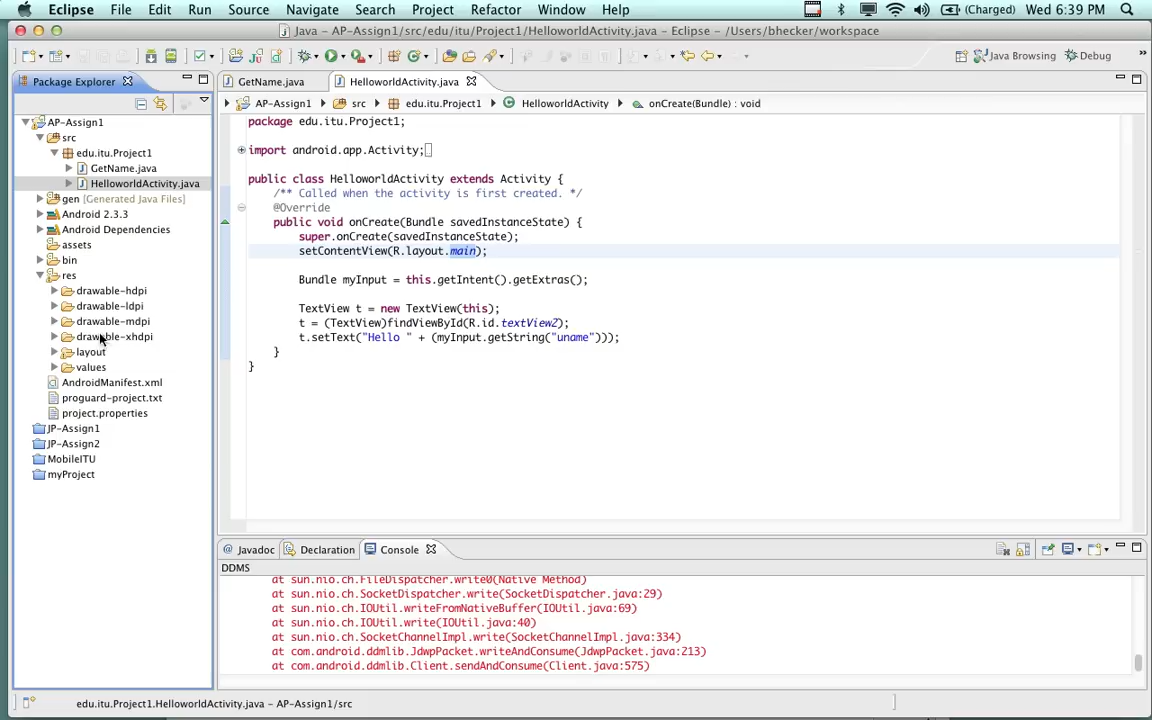 Eclipse File Edit Run Source Navigate Search Project Refactor Window Help (Charged) Wed 6:39 PM
Java – AP-Assign1/src/edu/itu/Project1/HelloworldActivity.java – Eclipse – /Users/bhecker/workspace
Java Browsing Debug
Package Explorer
AP-Assign1
src
edu.itu.Project1
GetName.java
HelloworldActivity.java
gen [Generated Java Files]
Android 2.3.3
Android Dependencies
assets
bin
res
drawable-hdpi
drawable-ldpi
drawable-mdpi
drawable-xhdpi
layout
values
AndroidManifest.xml
proguard-project.txt
project.properties
JP-Assign1
JP-Assign2
MobileITU
myProject
GetName.java HelloworldActivity.java
AP-Assign1 src edu.itu.Project1 HelloworldActivity onCreate(Bundle) : void
package edu.itu.Project1;
import android.app.Activity;
public class HelloworldActivity extends Activity {
/** Called when the activity is first created. */
@Override
public void onCreate(Bundle savedInstanceState) {
super.onCreate(savedInstanceState);
setContentView(R.layout.main);
Bundle myInput = this.getIntent().getExtras();
TextView t = new TextView(this);
t = (TextView)findViewById(R.id.textView2);
t.setText("Hello " + (myInput.getString("uname")));
}
}
Javadoc Declaration Console
DDMS
at sun.nio.ch.FileDispatcher.write0(Native Method)
at sun.nio.ch.SocketDispatcher.write(SocketDispatcher.java:29)
at sun.nio.ch.IOUtil.writeFromNativeBuffer(IOUtil.java:69)
at sun.nio.ch.IOUtil.write(IOUtil.java:40)
at sun.nio.ch.SocketChannelImpl.write(SocketChannelImpl.java:334)
at com.android.ddmlib.JdwpPacket.writeAndConsume(JdwpPacket.java:213)
at com.android.ddmlib.Client.sendAndConsume(Client.java:575)
edu.itu.Project1.HelloworldActivity.java – AP-Assign1/src